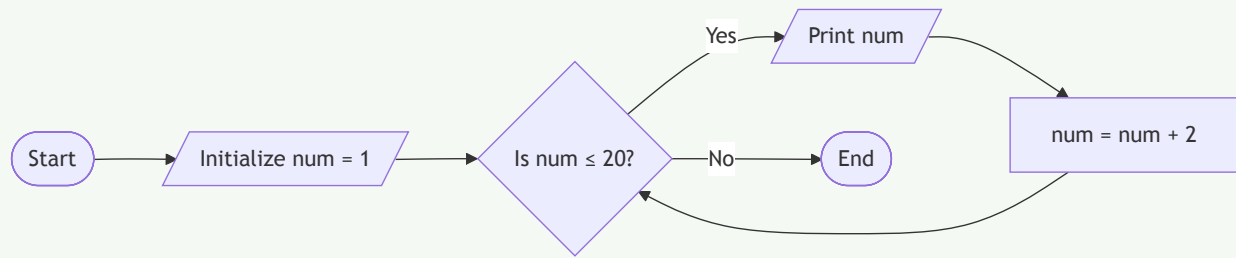 Start
Initialize num = 1
Is num ≤ 20?
Yes
Print num
num = num + 2
No
End